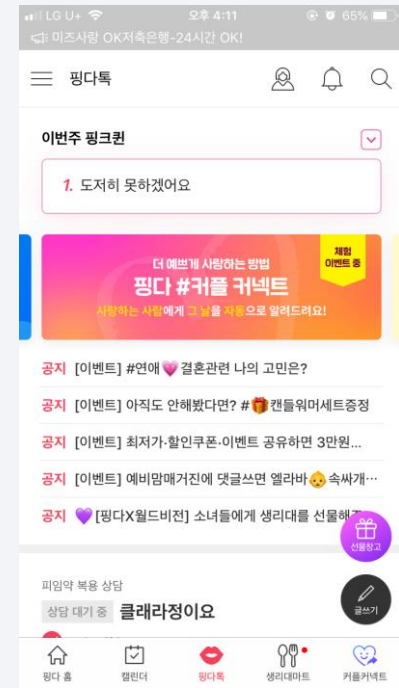 LG U+ 오후 4:11 65%
미즈사랑 OK저축은행-24시간 OK!
핑다톡
이번주 핑크퀸
1. 도저히 못하겠어요
더 예쁘게 사랑하는 방법
체험
이벤트 중
핑다 #커플 커넥트
사랑하는 사람에게 그 날을 자동으로 알려드려요!
공지 [이벤트] #연애💗결혼관련 나의 고민은?
공지 [이벤트] 아직도 안해봤다면? #🎁캔들워머세트증정
공지 [이벤트] 최저가·할인쿠폰·이벤트 공유하면 3만원...
공지 [이벤트] 예비맘매거진에 댓글쓰면 엘라바👶속싸개…
공지 💜[핑다X월드비전] 소녀들에게 생리대를 선물해
선물창고
피임약 복용 상담
상담 대기 중 클래라정이요
글쓰기
핑다 홈 캘린더 핑다톡 생리대마트 커플커넥트